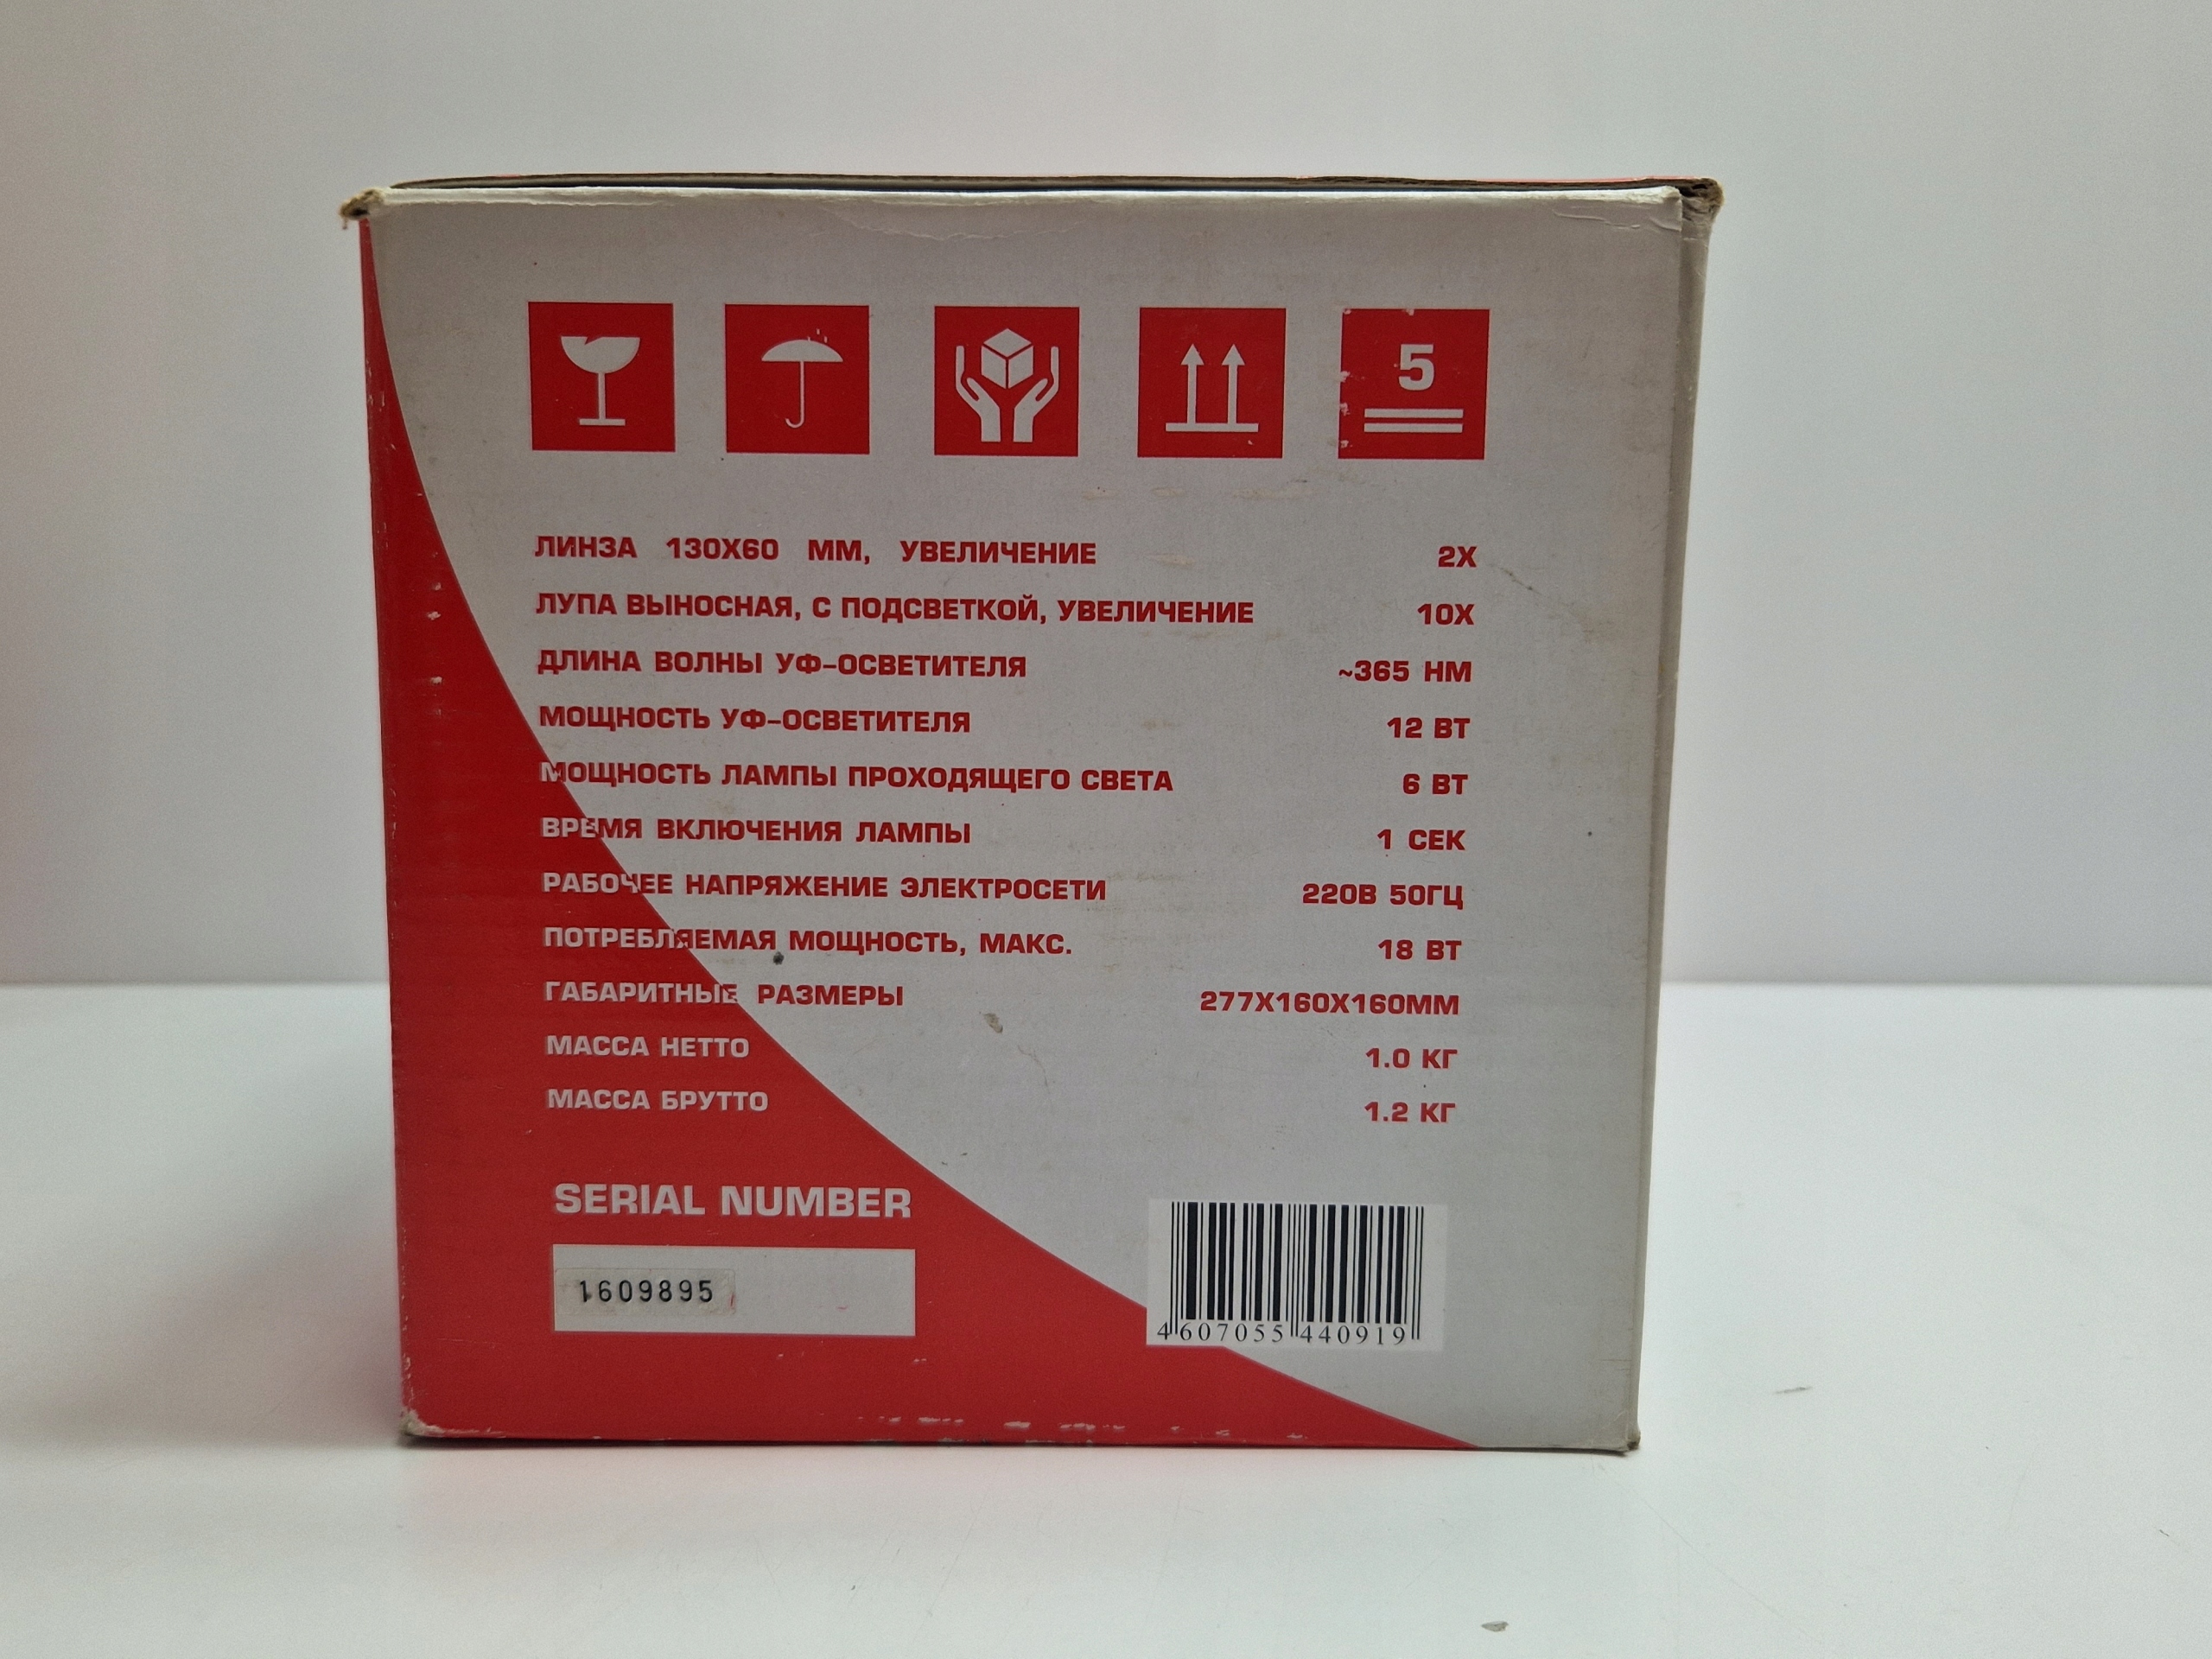 5
ЛИНЗА 130Х60 ММ, УВЕЛИЧЕНИЕ 2Х
ЛУПА ВЫНОСНАЯ, С ПОДСВЕТКОЙ, УВЕЛИЧЕНИЕ 10Х
ДЛИНА ВОЛНЫ УФ-ОСВЕТИТЕЛЯ ~365 НМ
МОЩНОСТЬ УФ-ОСВЕТИТЕЛЯ 12 ВТ
МОЩНОСТЬ ЛАМПЫ ПРОХОДЯЩЕГО СВЕТА 6 ВТ
ВРЕМЯ ВКЛЮЧЕНИЯ ЛАМПЫ 1 СЕК
РАБОЧЕЕ НАПРЯЖЕНИЕ ЭЛЕКТРОСЕТИ 220В 50ГЦ
ПОТРЕБЛЯЕМАЯ МОЩНОСТЬ, МАКС. 18 ВТ
ГАБАРИТНЫЕ РАЗМЕРЫ 277Х160Х160ММ
МАССА НЕТТО 1.0 КГ
МАССА БРУТТО 1.2 КГ
SERIAL NUMBER
1609895
4 607055 440919